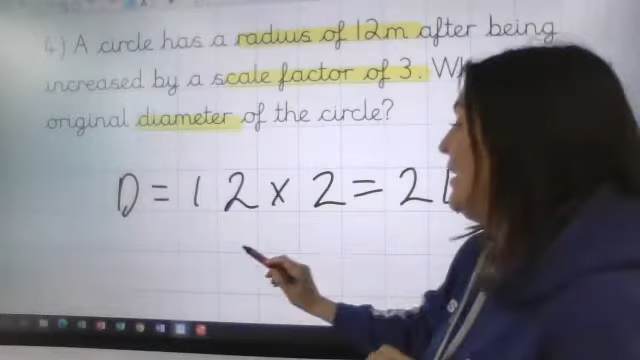 4) A circle has a radius of 12m after being
increased by a scale factor of 3.
original diameter of the circle?
D = 12 × 2 = 2